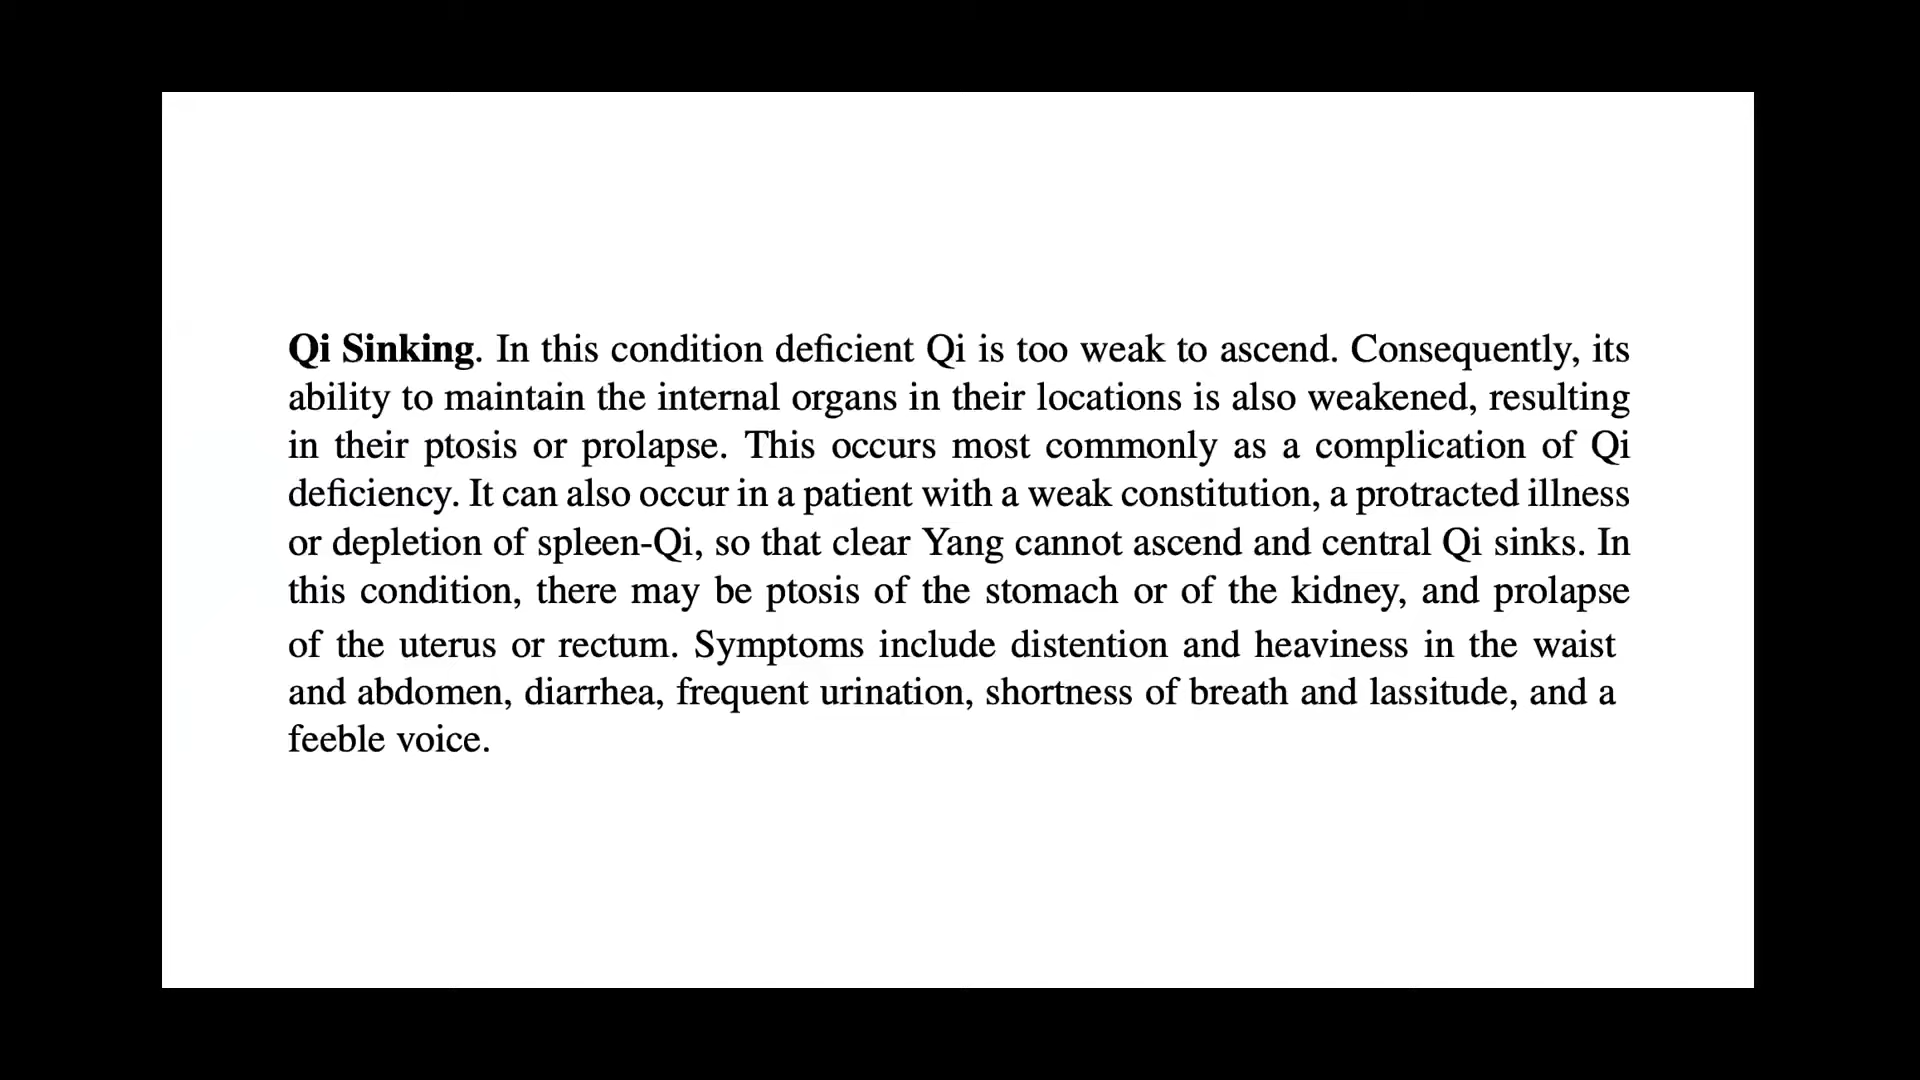 Qi Sinking. In this condition deficient Qi is too weak to ascend. Consequently, its
ability to maintain the internal organs in their locations is also weakened, resulting
in their ptosis or prolapse. This occurs most commonly as a complication of Qi
deficiency. It can also occur in a patient with a weak constitution, a protracted illness
or depletion of spleen-Qi, so that clear Yang cannot ascend and central Qi sinks. In
this condition, there may be ptosis of the stomach or of the kidney, and prolapse
of the uterus or rectum. Symptoms include distention and heaviness in the waist
and abdomen, diarrhea, frequent urination, shortness of breath and lassitude, and a
feeble voice.